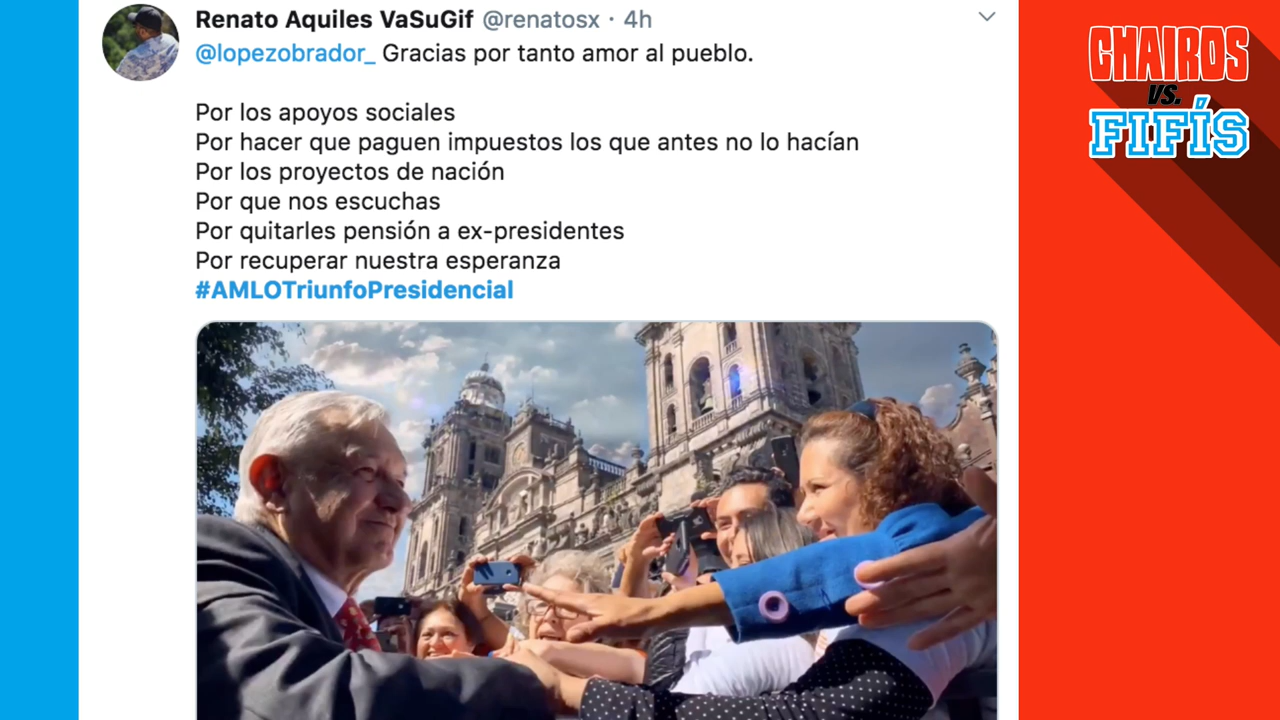 Renato Aquiles VaSuGif @renatosx · 4h
@lopezobrador_ Gracias por tanto amor al pueblo.
Por los apoyos sociales
Por hacer que paguen impuestos los que antes no lo hacían
Por los proyectos de nación
Por que nos escuchas
Por quitarles pensión a ex-presidentes
Por recuperar nuestra esperanza
#AMLOTriunfoPresidencial
CHAIROS
VS.
FIFÍS